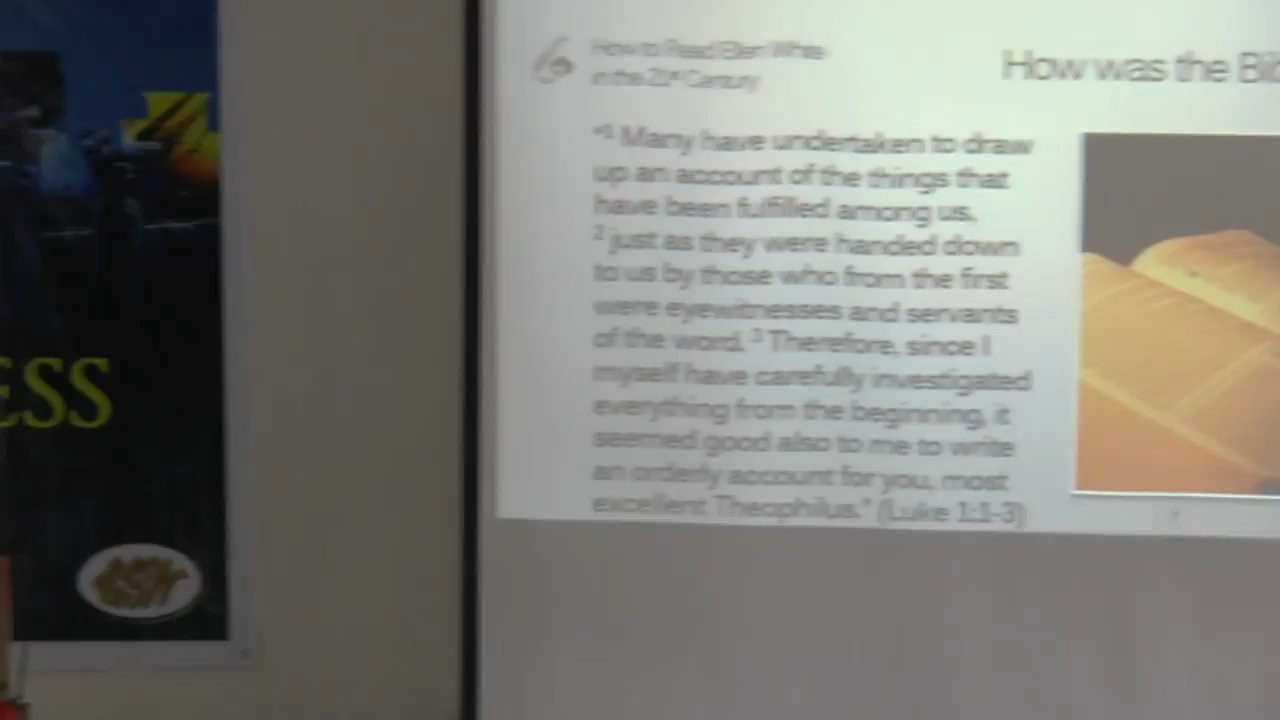 ESS
6
How to Read Ellen White
in the 21st Century
How was the Bib
"1 Many have undertaken to draw
up an account of the things that
have been fulfilled among us,
2 just as they were handed down
to us by those who from the first
were eyewitnesses and servants
of the word. 3 Therefore, since I
myself have carefully investigated
everything from the beginning, it
seemed good also to me to write
an orderly account for you, most
excellent Theophilus." (Luke 1:1-3)